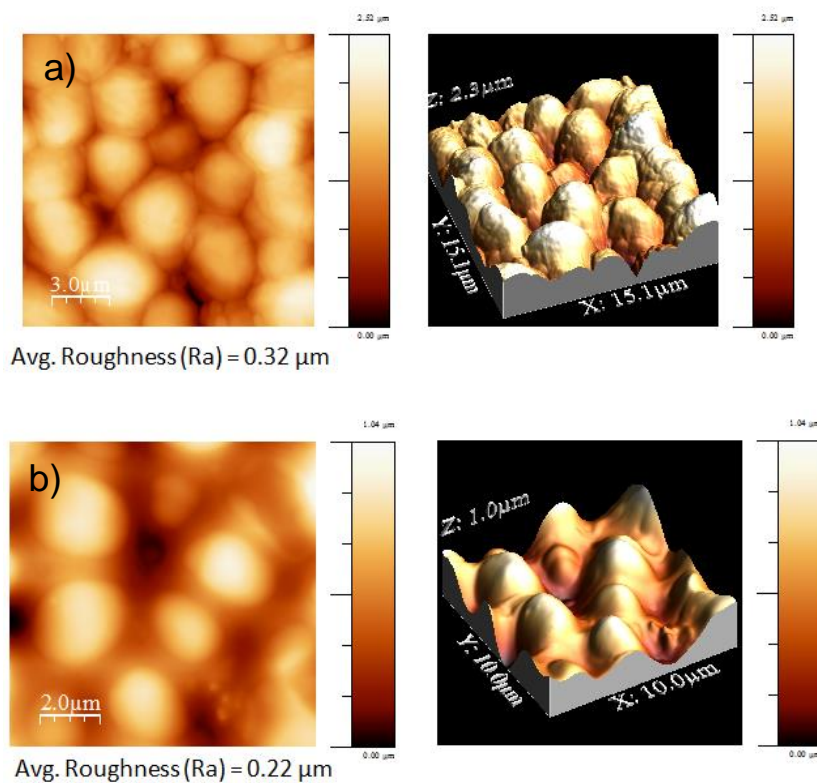 2.52 µm
2.52 µm
a)
Z: 2.3µm
Y: 15.1µm
3.0µm
X: 15.1µm
0.00 µm
0.00 µm
Avg. Roughness (Ra) = 0.32 µm
1.04 µm
1.04 µm
b)
Z: 1.0µm
Y: 10.0µm
2.0µm
X: 10.0µm
0.00 µm
0.00 µm
Avg. Roughness (Ra) = 0.22 µm